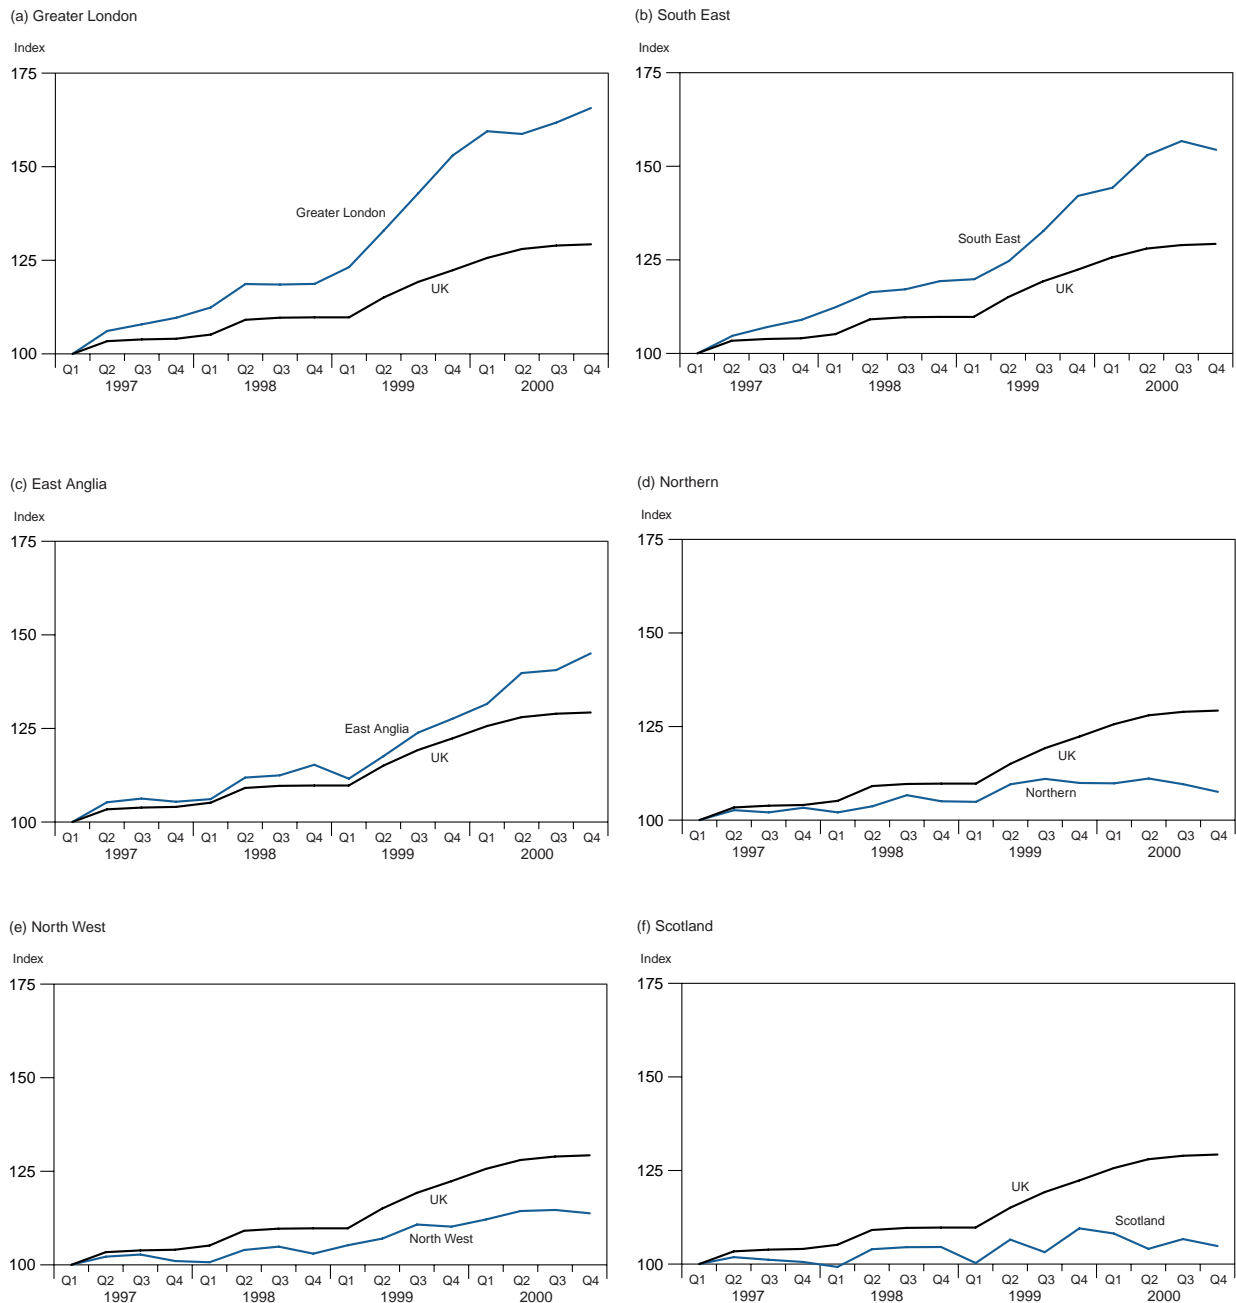 (a) Greater London
Index
175
150
125
100
Greater London
UK
Q1 Q2 Q3 Q4 Q1 Q2 Q3 Q4 Q1 Q2 Q3 Q4 Q1 Q2 Q3 Q4
1997 1998 1999 2000
(b) South East
Index
175
150
125
100
South East
UK
Q1 Q2 Q3 Q4 Q1 Q2 Q3 Q4 Q1 Q2 Q3 Q4 Q1 Q2 Q3 Q4
1997 1998 1999 2000
(c) East Anglia
Index
175
150
125
100
East Anglia
UK
Q1 Q2 Q3 Q4 Q1 Q2 Q3 Q4 Q1 Q2 Q3 Q4 Q1 Q2 Q3 Q4
1997 1998 1999 2000
(d) Northern
Index
175
150
125
100
UK
Northern
Q1 Q2 Q3 Q4 Q1 Q2 Q3 Q4 Q1 Q2 Q3 Q4 Q1 Q2 Q3 Q4
1997 1998 1999 2000
(e) North West
Index
175
150
125
100
UK
North West
Q1 Q2 Q3 Q4 Q1 Q2 Q3 Q4 Q1 Q2 Q3 Q4 Q1 Q2 Q3 Q4
1997 1998 1999 2000
(f) Scotland
Index
175
150
125
100
UK
Scotland
Q1 Q2 Q3 Q4 Q1 Q2 Q3 Q4 Q1 Q2 Q3 Q4 Q1 Q2 Q3 Q4
1997 1998 1999 2000